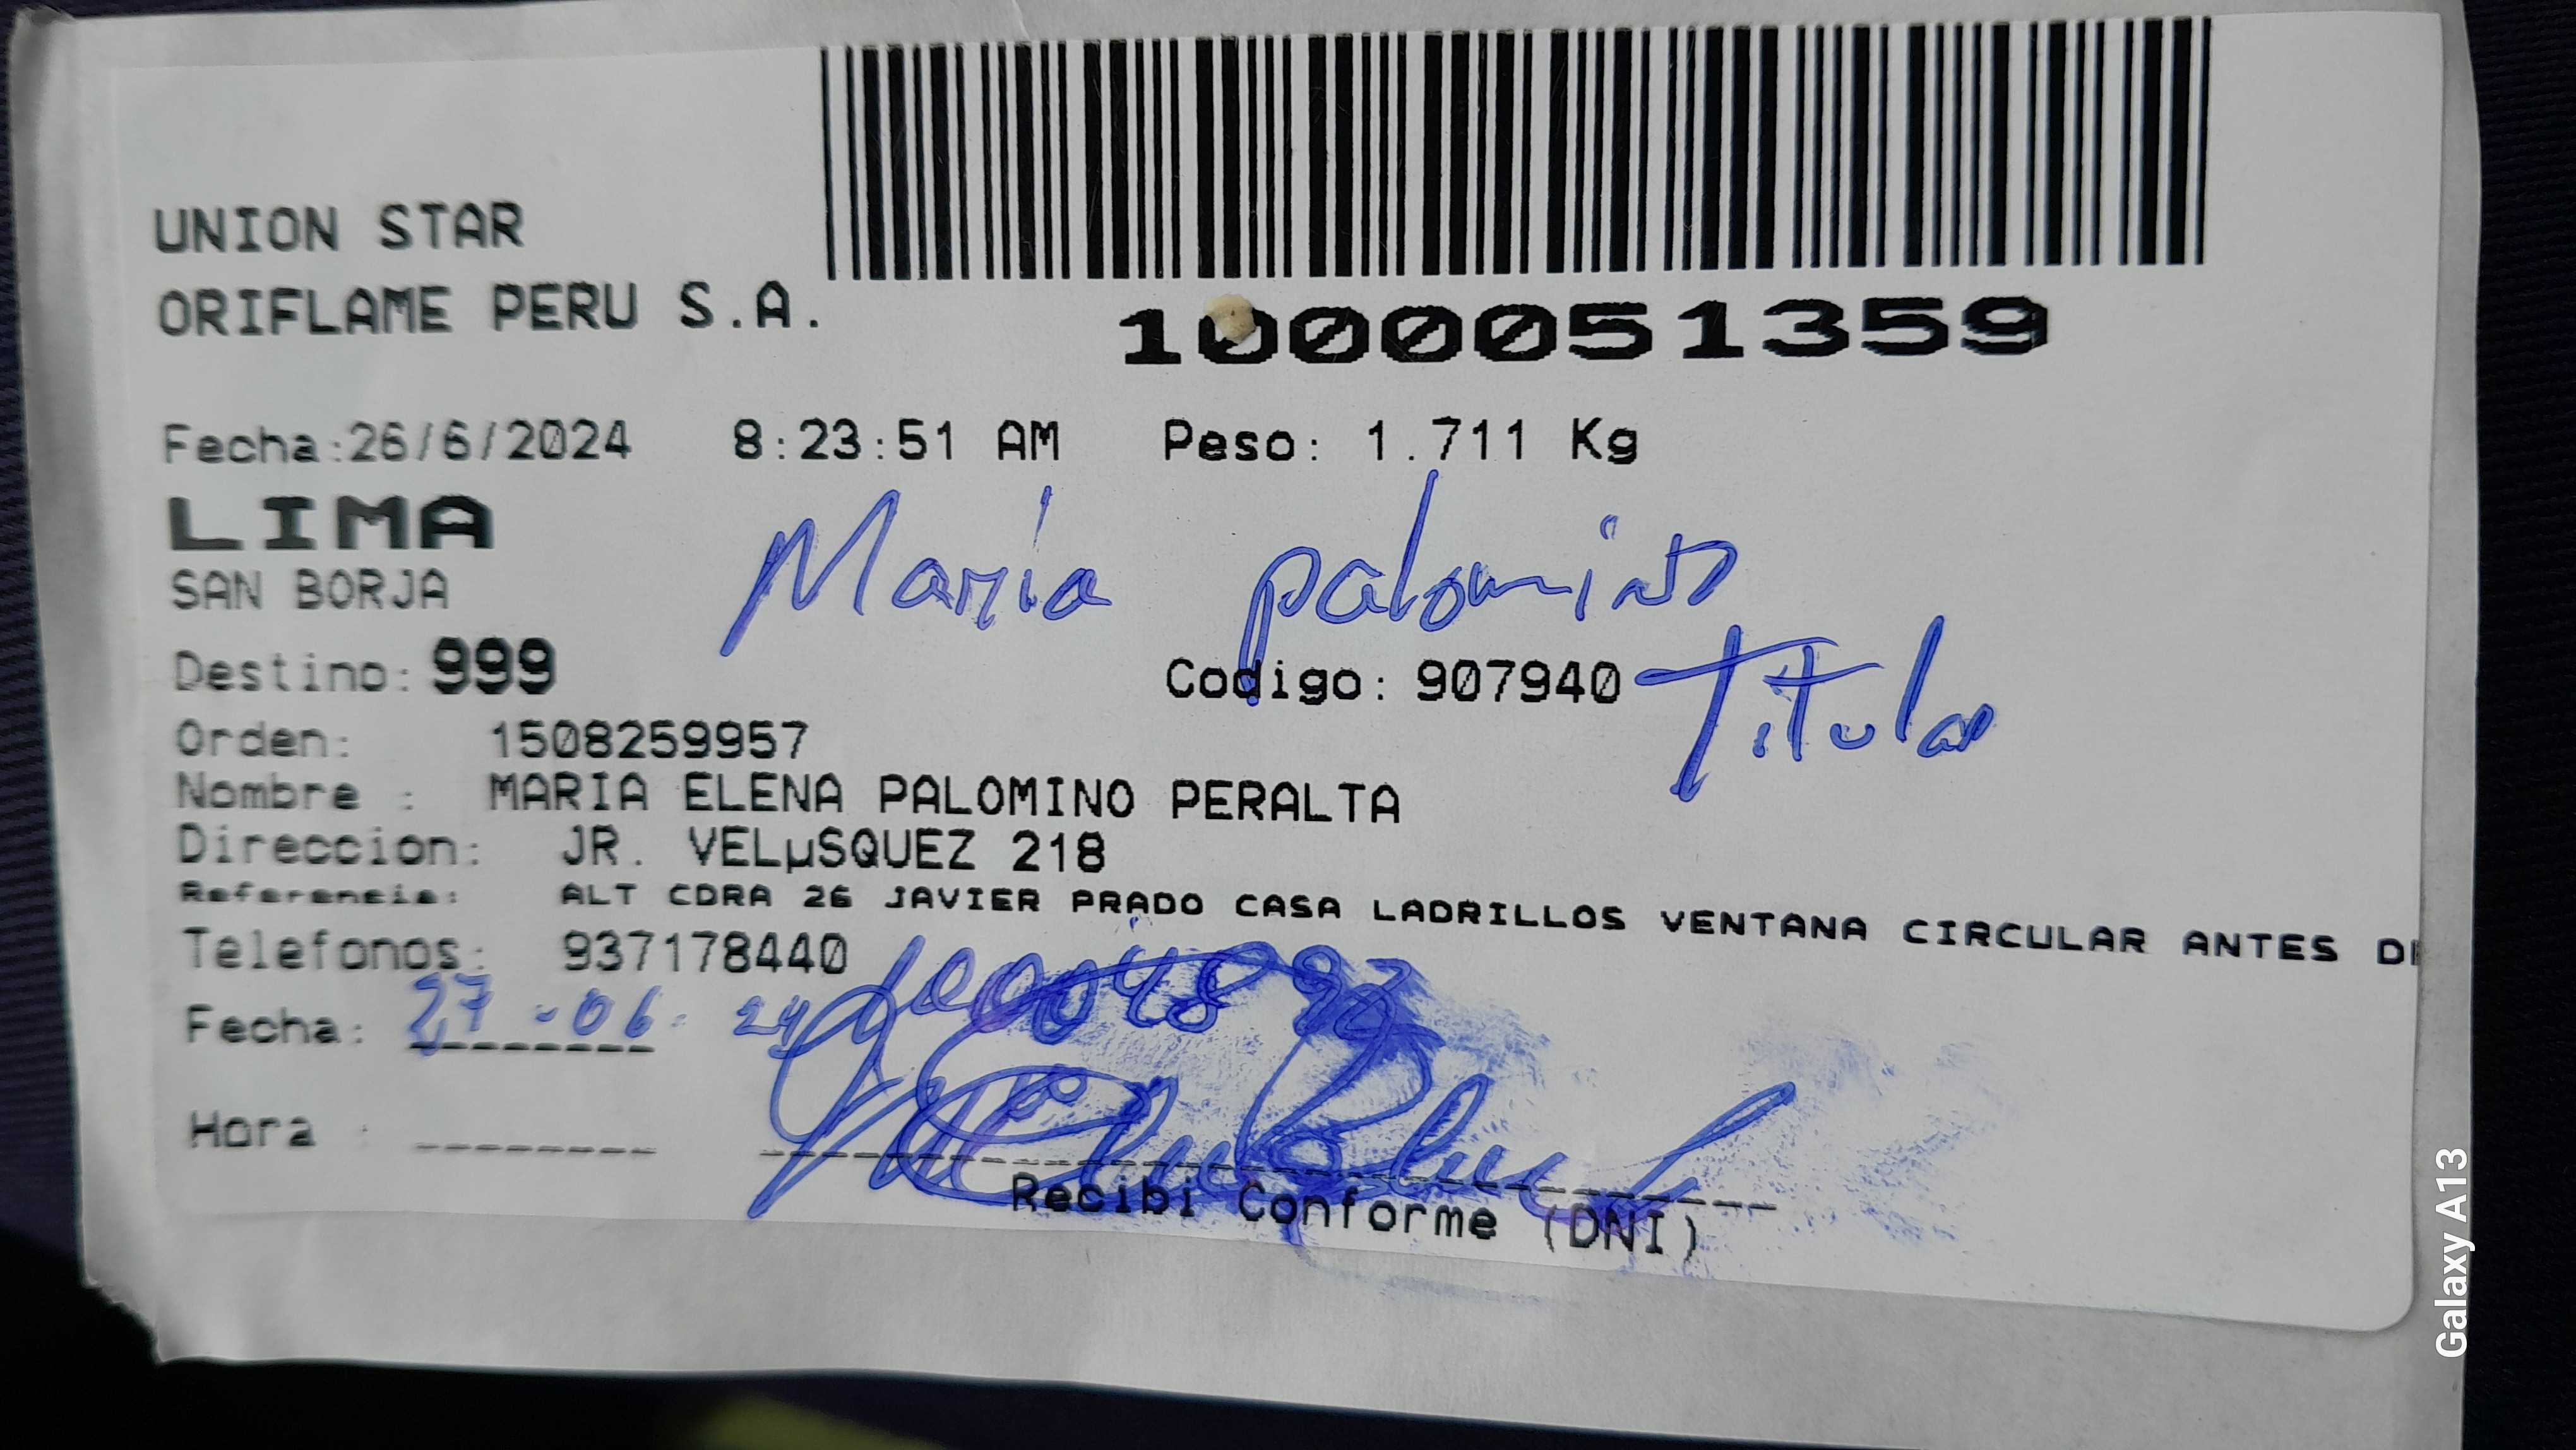 UNION STAR
ORIFLAME PERU S.A.
1000051359
Fecha:26/6/2024 8:23:51 AM Peso: 1.711 Kg
LIMA
SAN BORJA
María palomino
Destino: 999
Codigo: 907940
Titular
Orden: 1508259957
Nombre : MARIA ELENA PALOMINO PERALTA
Direccion: JR. VELµSQUEZ 218
Referencia: ALT CDRA 26 JAVIER PRADO CASA LADRILLOS VENTANA CIRCULAR ANTES
Telefonos: 937178440
Fecha: 27-06-24
Hora :
Recibi Conforme (DNI)
Galaxy A13